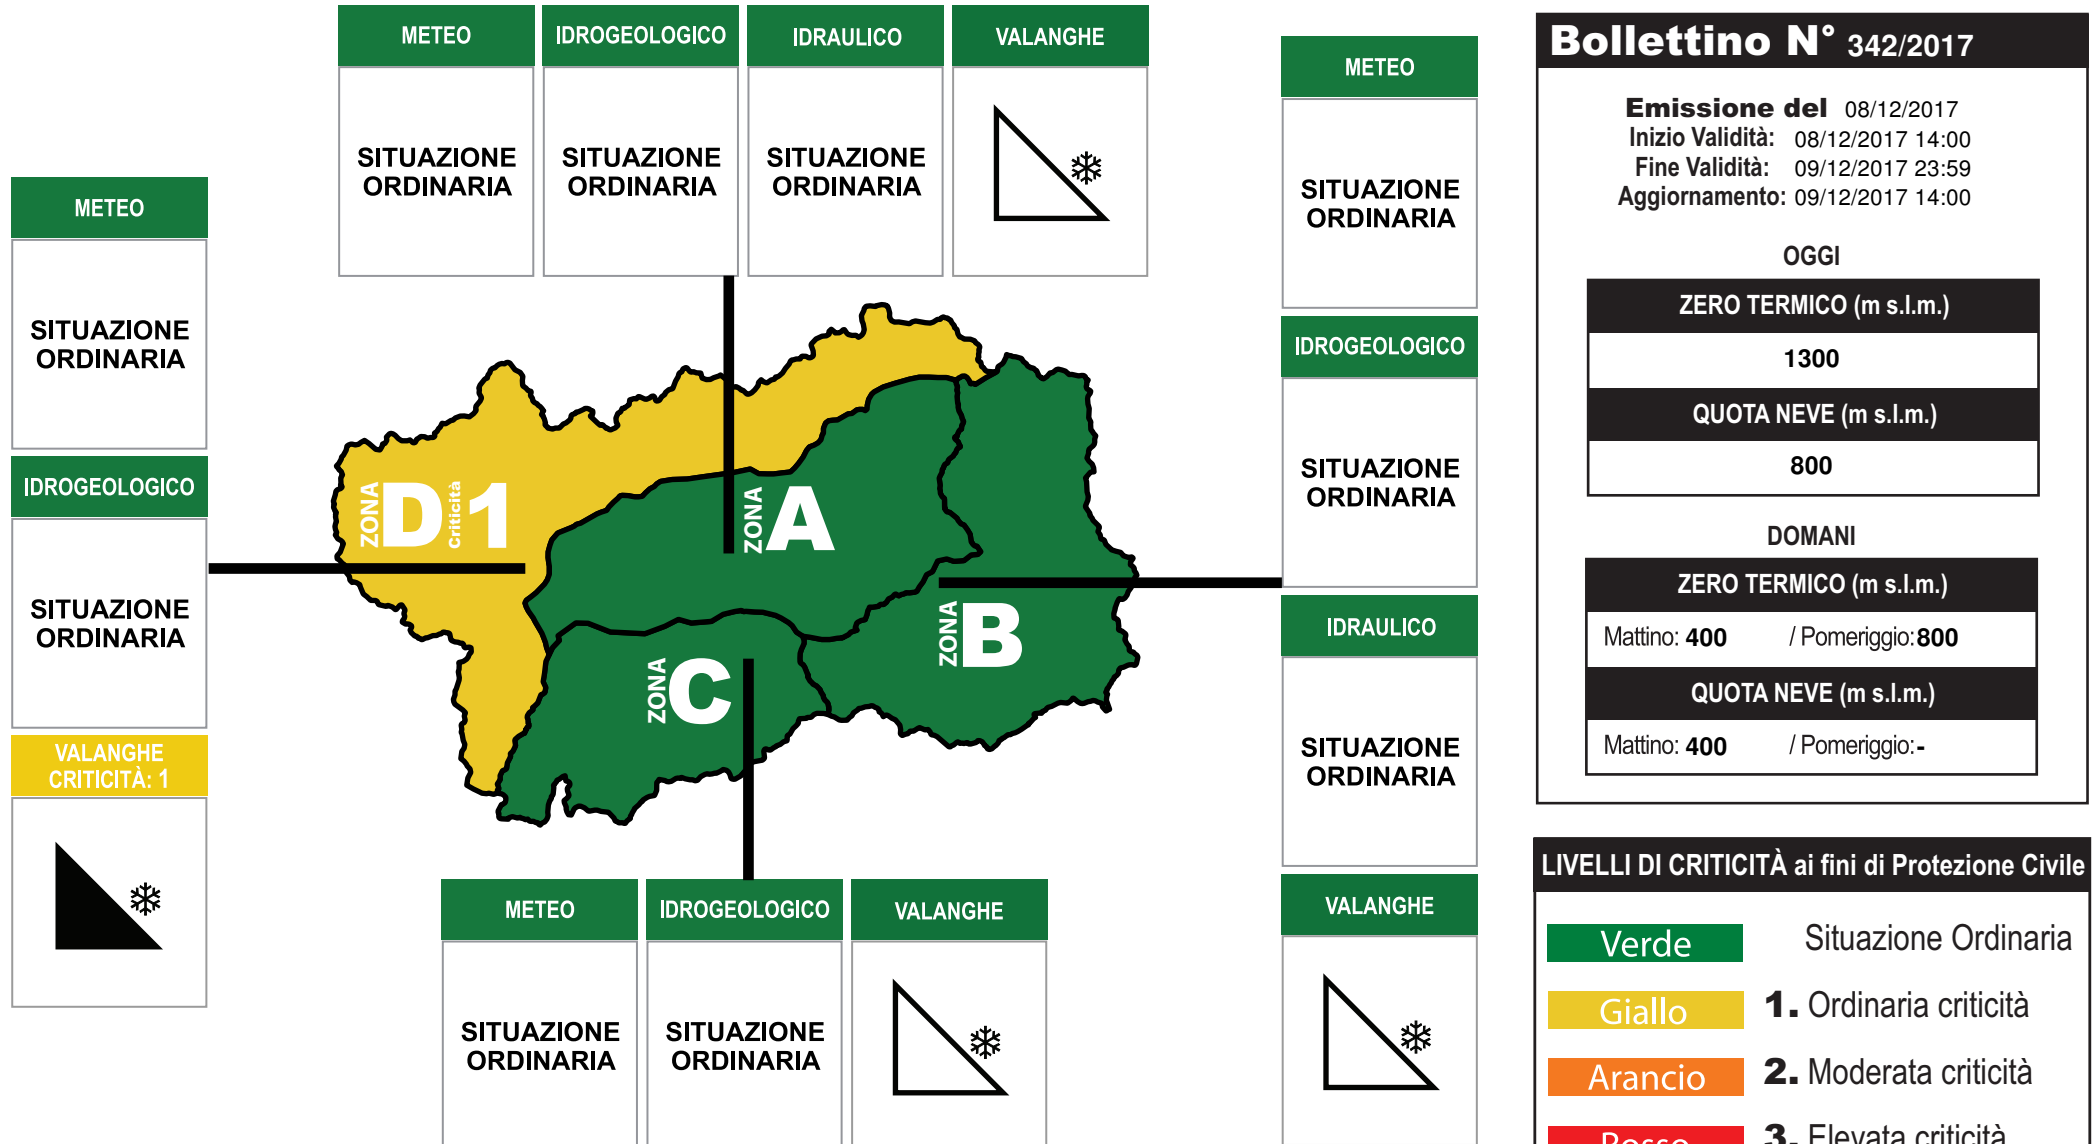 METEO
IDROGEOLOGICO
IDRAULICO
VALANGHE
SITUAZIONE
ORDINARIA
SITUAZIONE
ORDINARIA
SITUAZIONE
ORDINARIA
METEO
SITUAZIONE
ORDINARIA
IDROGEOLOGICO
SITUAZIONE
ORDINARIA
VALANGHE
CRITICITÀ: 1
ZONA D Criticità 1
ZONA A
ZONA B
ZONA C
METEO
SITUAZIONE
ORDINARIA
IDROGEOLOGICO
SITUAZIONE
ORDINARIA
IDRAULICO
SITUAZIONE
ORDINARIA
VALANGHE
METEO
IDROGEOLOGICO
VALANGHE
SITUAZIONE
ORDINARIA
SITUAZIONE
ORDINARIA
Bollettino N° 342/2017
Emissione del 08/12/2017
Inizio Validità: 08/12/2017 14:00
Fine Validità: 09/12/2017 23:59
Aggiornamento: 09/12/2017 14:00
OGGI
ZERO TERMICO (m s.l.m.)
1300
QUOTA NEVE (m s.l.m.)
800
DOMANI
ZERO TERMICO (m s.l.m.)
Mattino: 400 / Pomeriggio: 800
QUOTA NEVE (m s.l.m.)
Mattino: 400 / Pomeriggio: -
LIVELLI DI CRITICITÀ ai fini di Protezione Civile
Verde Situazione Ordinaria
Giallo 1. Ordinaria criticità
Arancio 2. Moderata criticità
Rosso 3. Elevata criticità